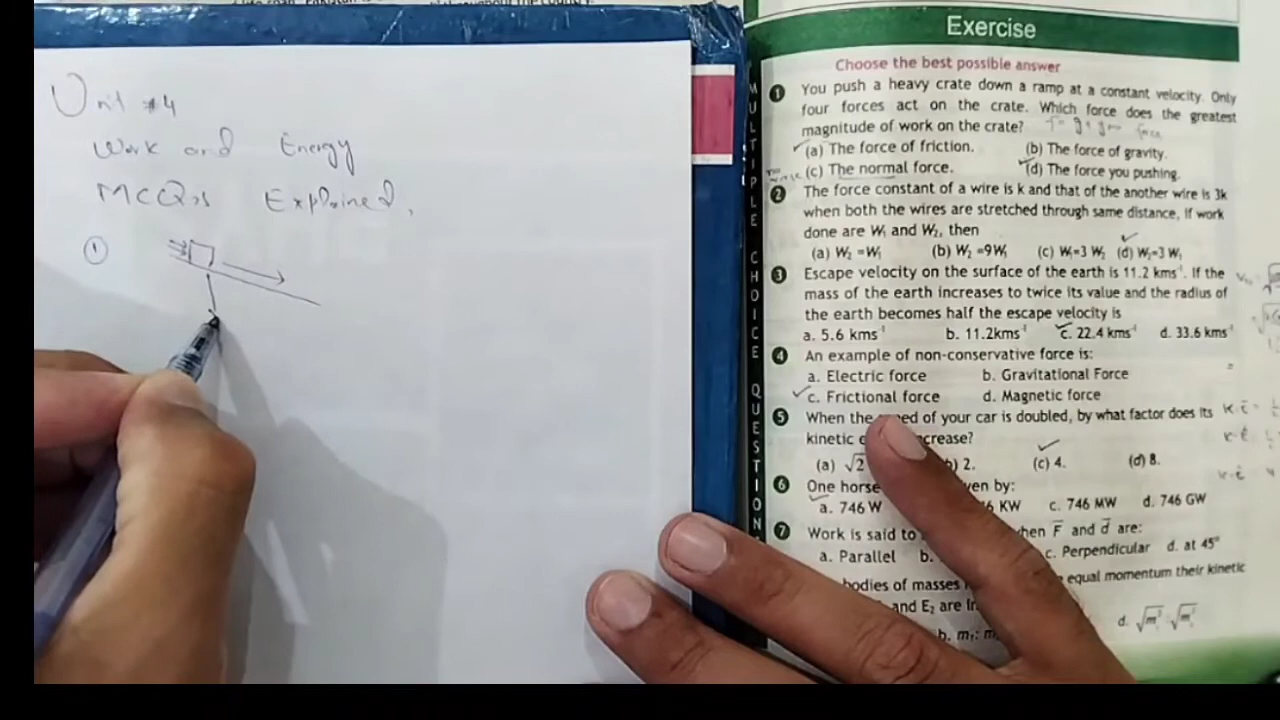 Unit #4
Work and Energy
MCQs Explained.
①
Exercise
Choose the best possible answer
MULTIPLE CHOICE QUESTION
1 You push a heavy crate down a ramp at a constant velocity. Only
four forces act on the crate. Which force does the greatest
magnitude of work on the crate?
(a) The force of friction. (b) The force of gravity.
(c) The normal force. (d) The force you pushing.
2 The force constant of a wire is k and that of the another wire is 3k
when both the wires are stretched through same distance, if work
done are W₁ and W₂, then
(a) W₂ =W₁ (b) W₂ =9W₁ (c) W₁=3 W₂ (d) W₂=3 W₁
3 Escape velocity on the surface of the earth is 11.2 kms⁻¹. If the
mass of the earth increases to twice its value and the radius of
the earth becomes half the escape velocity is
a. 5.6 kms⁻¹ b. 11.2kms⁻¹ c. 22.4 kms⁻¹ d. 33.6 kms⁻¹
4 An example of non-conservative force is:
a. Electric force b. Gravitational Force
c. Frictional force d. Magnetic force
5 When the of your car is doubled, by what factor does its
kinetic
(a) √2 2. (c) 4. (d) 8.
6 One horse given by:
a. 746 W KW c. 746 MW d. 746 GW
7 Work is said to when F⃗ and d⃗ are:
a. Parallel b. c. Perpendicular d. at 45°
bodies of masses equal momentum their kinetic
and E₂ are in
b. m₁: d.